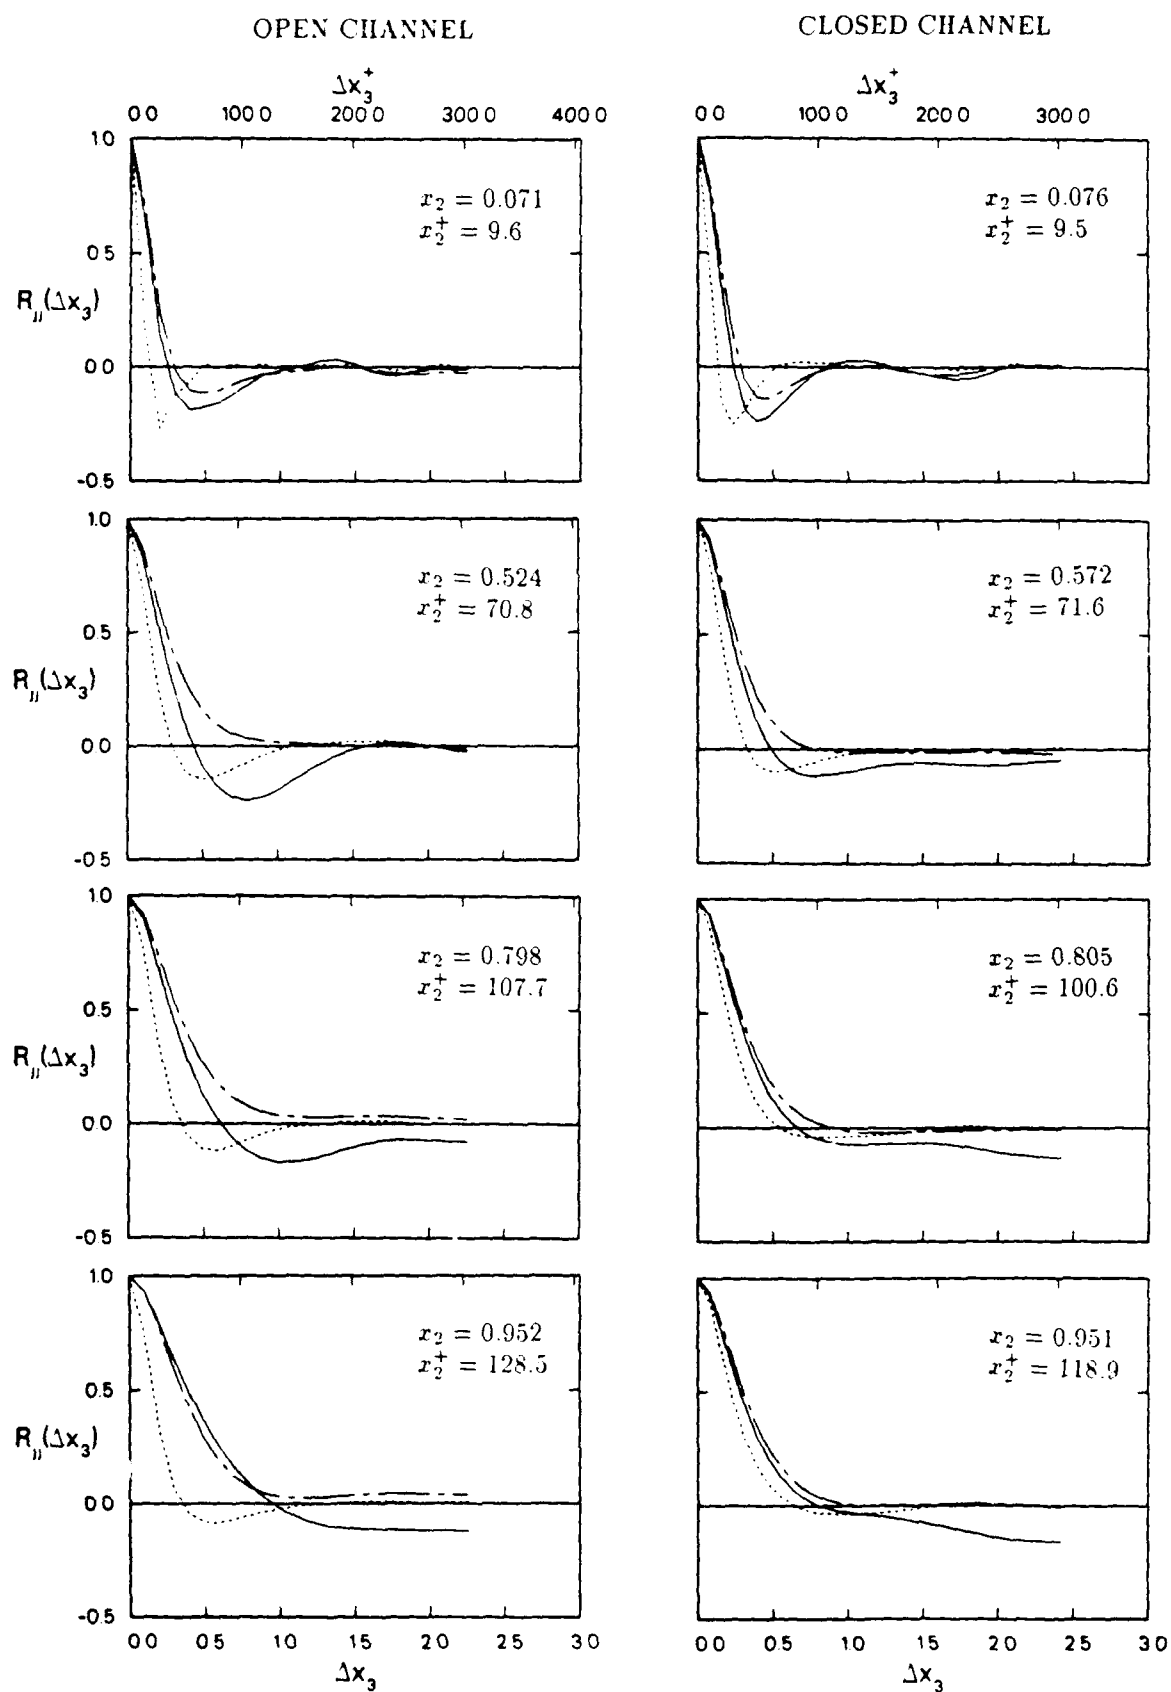 OPEN CHANNEL
CLOSED CHANNEL
Δx₃⁺
Δx₃⁺
0.0 100.0 200.0 300.0 400.0
0.0 100.0 200.0 300.0
1.0
x₂ = 0.071
x₂⁺ = 9.6
x₂ = 0.076
x₂⁺ = 9.5
0.5
R_jj(Δx₃)
0.0
-0.5
1.0
x₂ = 0.524
x₂⁺ = 70.8
x₂ = 0.572
x₂⁺ = 71.6
0.5
R_jj(Δx₃)
0.0
-0.5
1.0
x₂ = 0.798
x₂⁺ = 107.7
x₂ = 0.805
x₂⁺ = 100.6
0.5
R_jj(Δx₃)
0.0
-0.5
1.0
x₂ = 0.952
x₂⁺ = 128.5
x₂ = 0.951
x₂⁺ = 118.9
0.5
R_jj(Δx₃)
0.0
-0.5
0.0 0.5 1.0 1.5 2.0 2.5 3.0
0.0 0.5 1.0 1.5 2.0 2.5 3.0
Δx₃
Δx₃